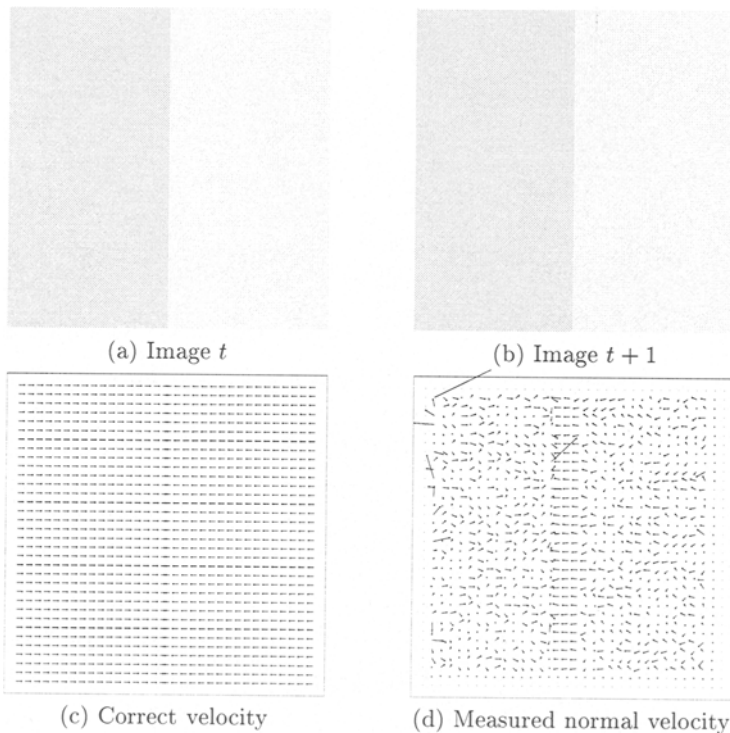 (a) Image t
(b) Image t + 1
(c) Correct velocity
(d) Measured normal velocity